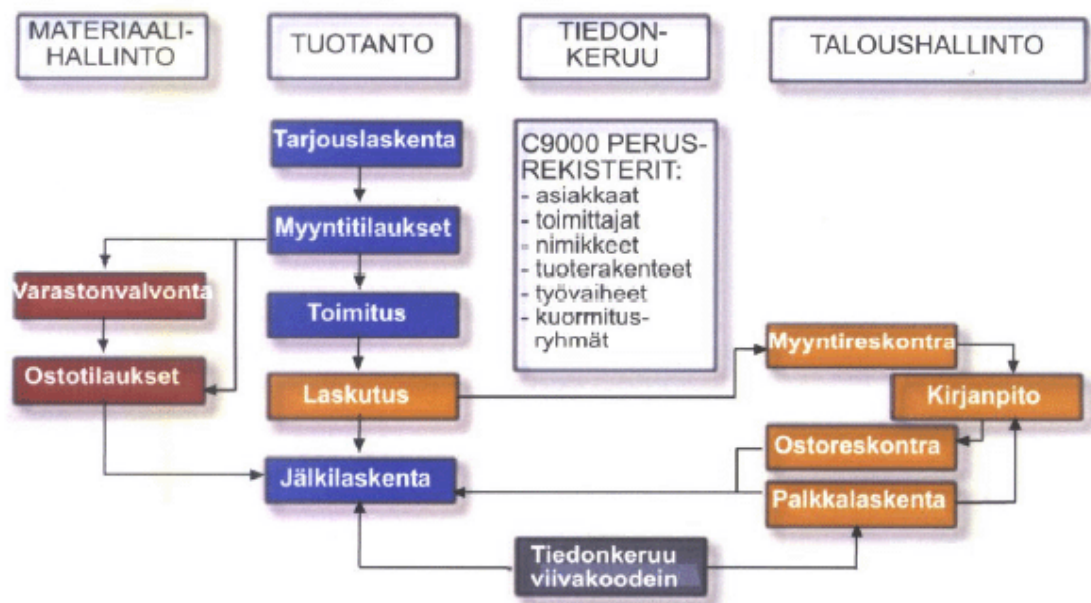 MATERIAALI-
HALLINTO
TUOTANTO
TIEDON-
KERUU
TALOUSHALLINTO
Tarjouslaskenta
Myyntitilaukset
Toimitus
Laskutus
Jälkilaskenta
Varastonvalvonta
Ostotilaukset
C9000 PERUS-
REKISTERIT:
- asiakkaat
- toimittajat
- nimikkeet
- tuoterakenteet
- työvaiheet
- kuormitus-
ryhmät
Tiedonkeruu
viivakoodein
Myyntireskontra
Kirjanpito
Ostoreskontra
Palkkalaskenta